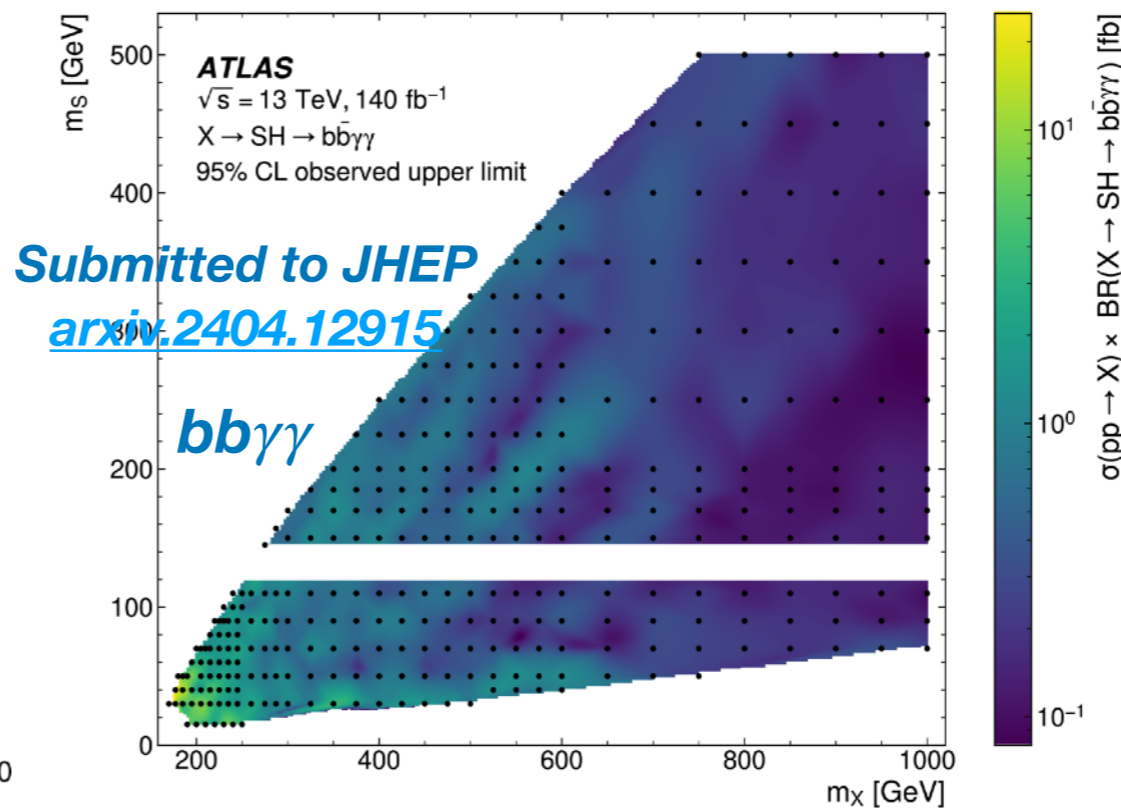 m_S [GeV]
500
400
300
200
100
0
ATLAS
√s = 13 TeV, 140 fb⁻¹
X → SH → bb̄γγ
95% CL observed upper limit
Submitted to JHEP
arxiv.2404.12915
bbγγ
200 400 600 800 1000
m_X [GeV]
10¹
10⁰
10⁻¹
σ(pp → X) × BR(X → SH → bb̄γγ) [fb]
0